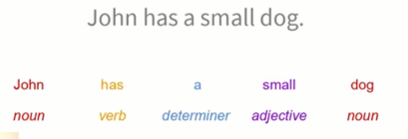 John has a small dog.
John has a small dog
noun verb determiner adjective noun